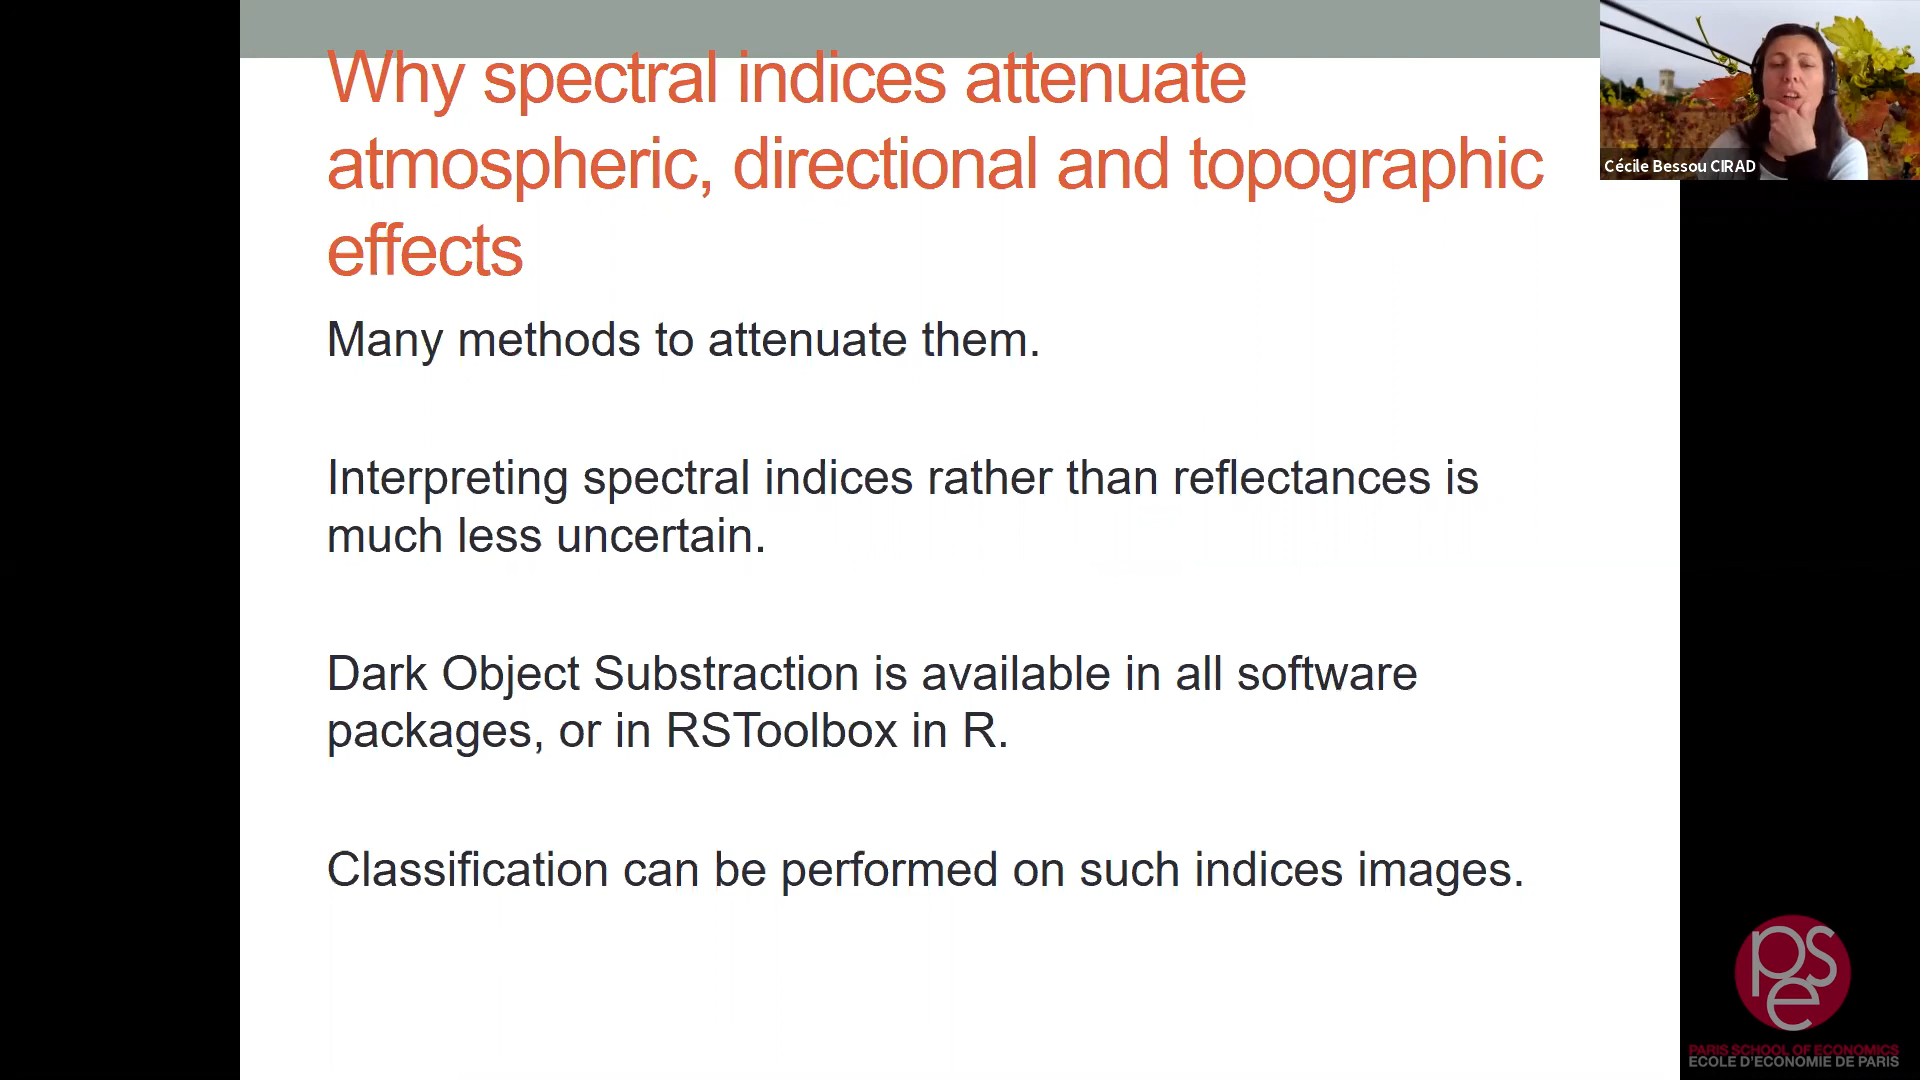 Why spectral indices attenuate
atmospheric, directional and topographic
effects
Many methods to attenuate them.
Interpreting spectral indices rather than reflectances is
much less uncertain.
Dark Object Substraction is available in all software
packages, or in RSToolbox in R.
Classification can be performed on such indices images.
Cécile Bessou CIRAD
pse
PARIS SCHOOL OF ECONOMICS
ECOLE D'ECONOMIE DE PARIS